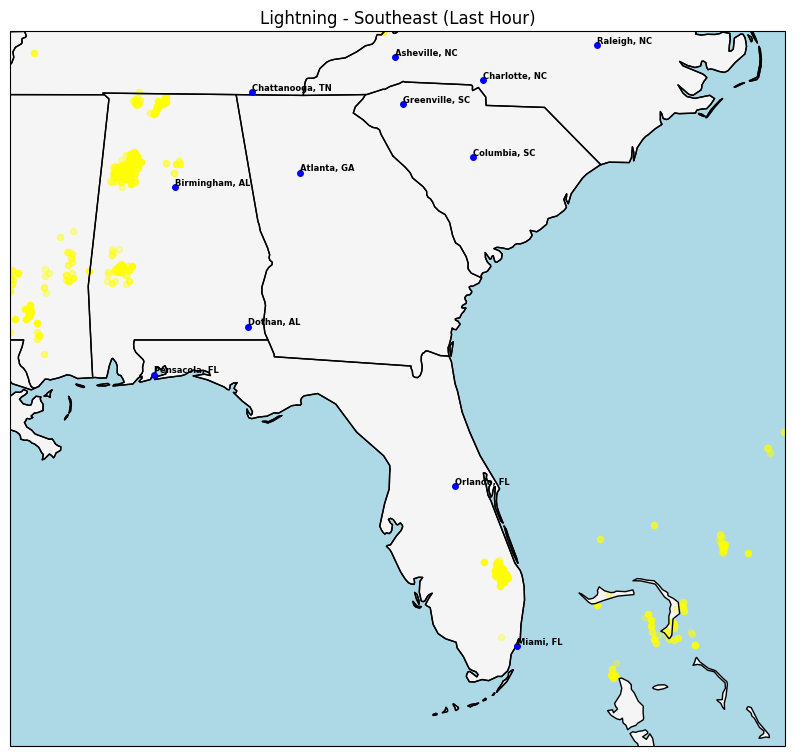 Lightning - Southeast (Last Hour)
Raleigh, NC
Asheville, NC
Charlotte, NC
Chattanooga, TN
Greenville, SC
Columbia, SC
Atlanta, GA
Birmingham, AL
Dothan, AL
Pensacola, FL
Orlando, FL
Miami, FL